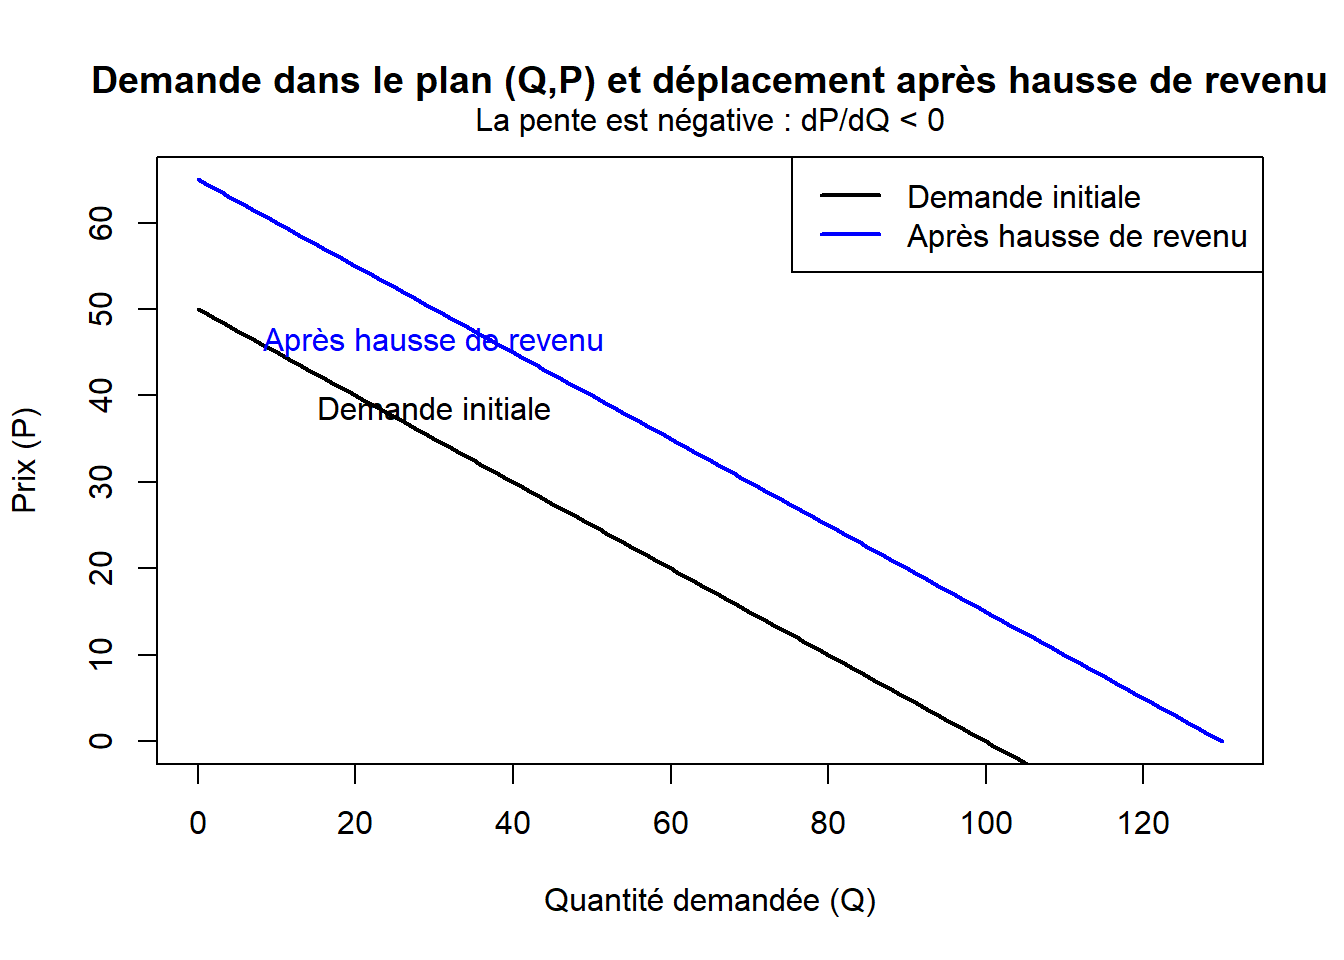 Demande dans le plan (Q,P) et déplacement après hausse de revenu
La pente est négative : dP/dQ < 0
Demande initiale
Après hausse de revenu
Après hausse de revenu
Demande initiale
Prix (P)
60
50
40
30
20
10
0
0 20 40 60 80 100 120
Quantité demandée (Q)